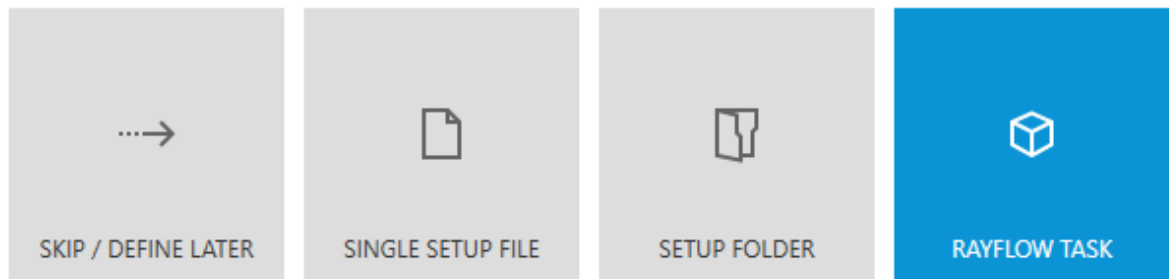 SKIP / DEFINE LATER
SINGLE SETUP FILE
SETUP FOLDER
RAYFLOW TASK